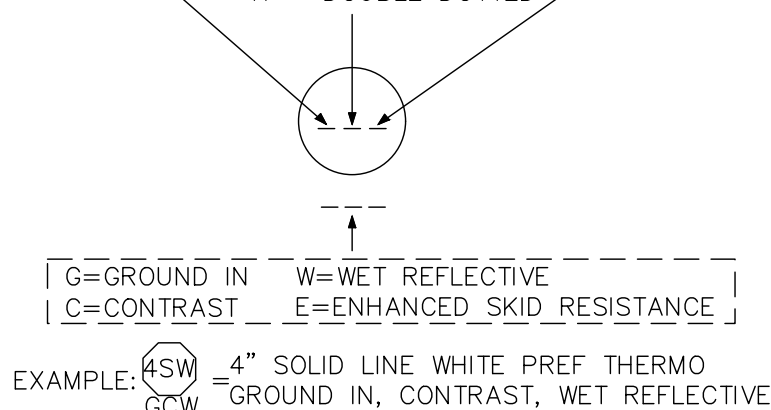 G=GROUND IN W=WET REFLECTIVE
C=CONTRAST E=ENHANCED SKID RESISTANCE
EXAMPLE: 4SW = 4" SOLID LINE WHITE PREF THERMO
GCW GROUND IN, CONTRAST, WET REFLECTIVE